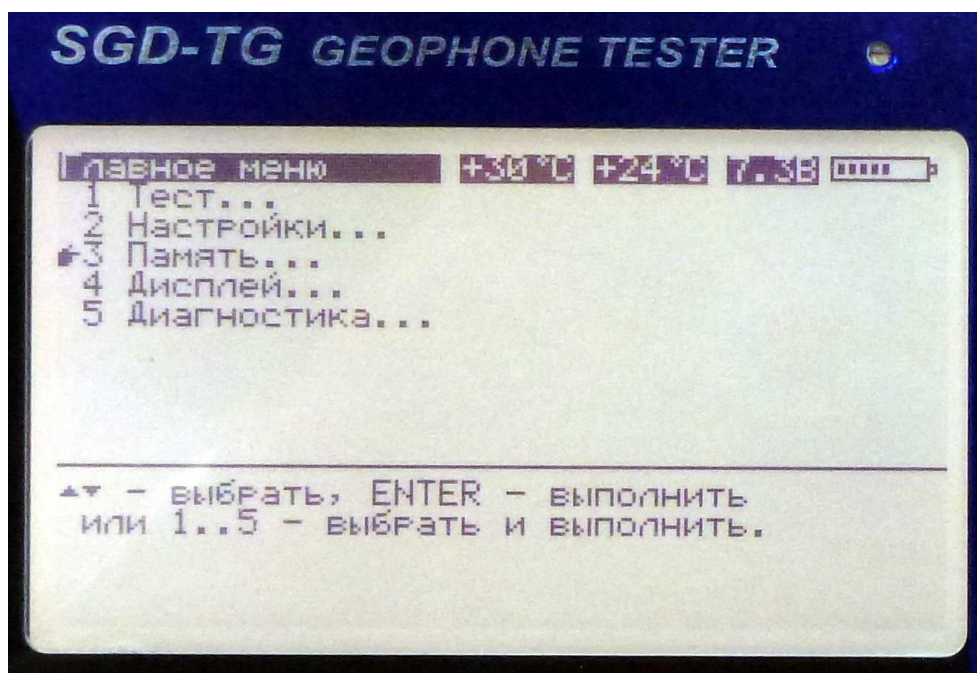 SGD-TG GEOPHONE TESTER
Главное меню +30°C +24°C 7.3В
1 Тест...
2 Настройки...
3 Память...
4 Дисплей...
5 Диагностика...
▲▼ - выбрать, ENTER - выполнить
или 1..5 - выбрать и выполнить.